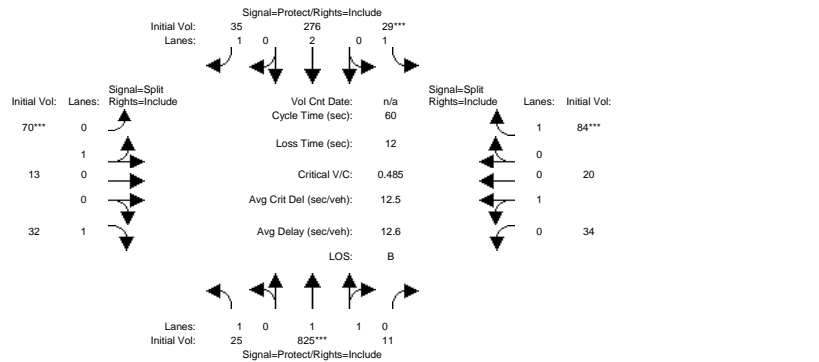 Signal=Protect/Rights=Include
Initial Vol: 35 276 29***
Lanes: 1 0 2 0 1
Signal=Split
Signal=Split
Initial Vol: Lanes: Rights=Include Vol Cnt Date: n/a Rights=Include Lanes: Initial Vol:
Cycle Time (sec): 60
70*** 0 1 84***
Loss Time (sec): 12
1 0
13 0 Critical V/C: 0.485 0 20
0 Avg Crit Del (sec/veh): 12.5 1
32 1 Avg Delay (sec/veh): 12.6 0 34
LOS: B
Lanes: 1 0 1 1 0
Initial Vol: 25 825*** 11
Signal=Protect/Rights=Include